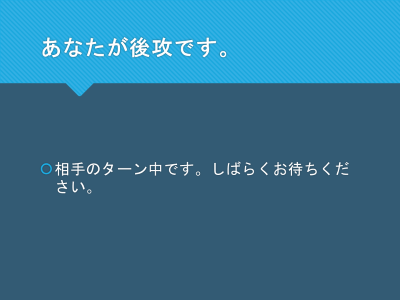 あなたが後攻です。
相手のターン中です。しばらくお待ちくだ
さい。